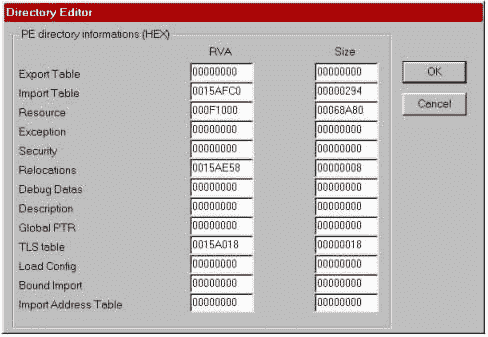 Directory Editor
PE directory informations (HEX)
RVA Size
Export Table 00000000 00000000 OK
Import Table 0015AFC0 00000294
Cancel
Resource 000F1000 00068A80
Exception 00000000 00000000
Security 00000000 00000000
Relocations 0015AE58 00000008
Debug Datas 00000000 00000000
Description 00000000 00000000
Global PTR 00000000 00000000
TLS table 0015A018 00000018
Load Config 00000000 00000000
Bound Import 00000000 00000000
Import Address Table 00000000 00000000